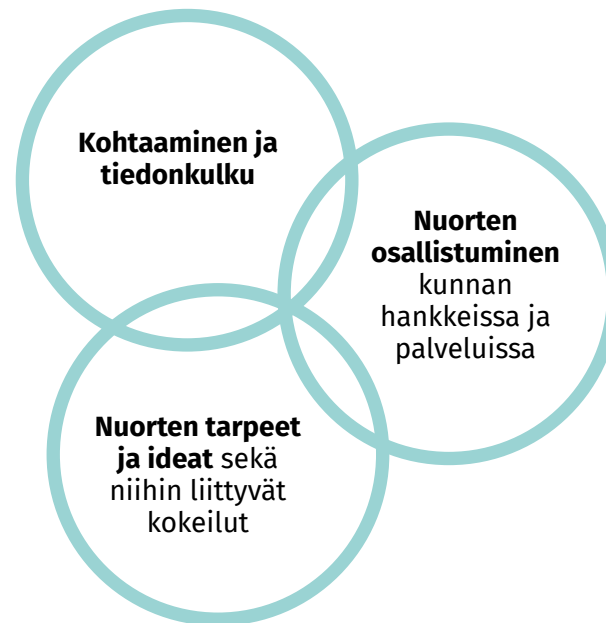 Kohtaaminen ja
tiedonkulku
Nuorten
osallistuminen
kunnan
hankkeissa ja
palveluissa
Nuorten tarpeet
ja ideat sekä
niihin liittyvät
kokeilut